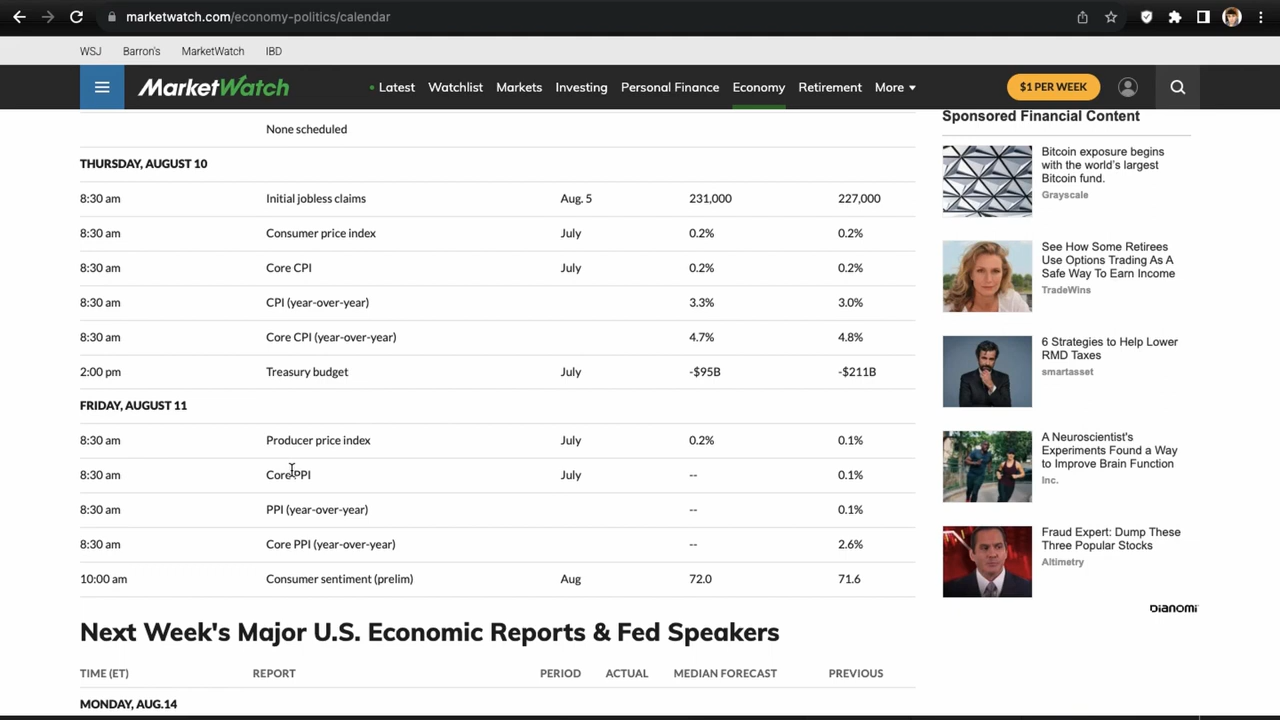 marketwatch.com/economy-politics/calendar
WSJ Barron's MarketWatch IBD
MarketWatch Latest Watchlist Markets Investing Personal Finance Economy Retirement More $1 PER WEEK
None scheduled
THURSDAY, AUGUST 10
8:30 am Initial jobless claims Aug. 5 231,000 227,000
8:30 am Consumer price index July 0.2% 0.2%
8:30 am Core CPI July 0.2% 0.2%
8:30 am CPI (year-over-year) 3.3% 3.0%
8:30 am Core CPI (year-over-year) 4.7% 4.8%
2:00 pm Treasury budget July -$95B -$211B
FRIDAY, AUGUST 11
8:30 am Producer price index July 0.2% 0.1%
8:30 am Core PPI July -- 0.1%
8:30 am PPI (year-over-year) -- 0.1%
8:30 am Core PPI (year-over-year) -- 2.6%
10:00 am Consumer sentiment (prelim) Aug 72.0 71.6
Next Week's Major U.S. Economic Reports & Fed Speakers
TIME (ET) REPORT PERIOD ACTUAL MEDIAN FORECAST PREVIOUS
MONDAY, AUG.14
Sponsored Financial Content
Bitcoin exposure begins
with the world's largest
Bitcoin fund.
Grayscale
See How Some Retirees
Use Options Trading As A
Safe Way To Earn Income
TradeWins
6 Strategies to Help Lower
RMD Taxes
smartasset
A Neuroscientist's
Experiments Found a Way
to Improve Brain Function
Inc.
Fraud Expert: Dump These
Three Popular Stocks
Altimetry
DIANOMI